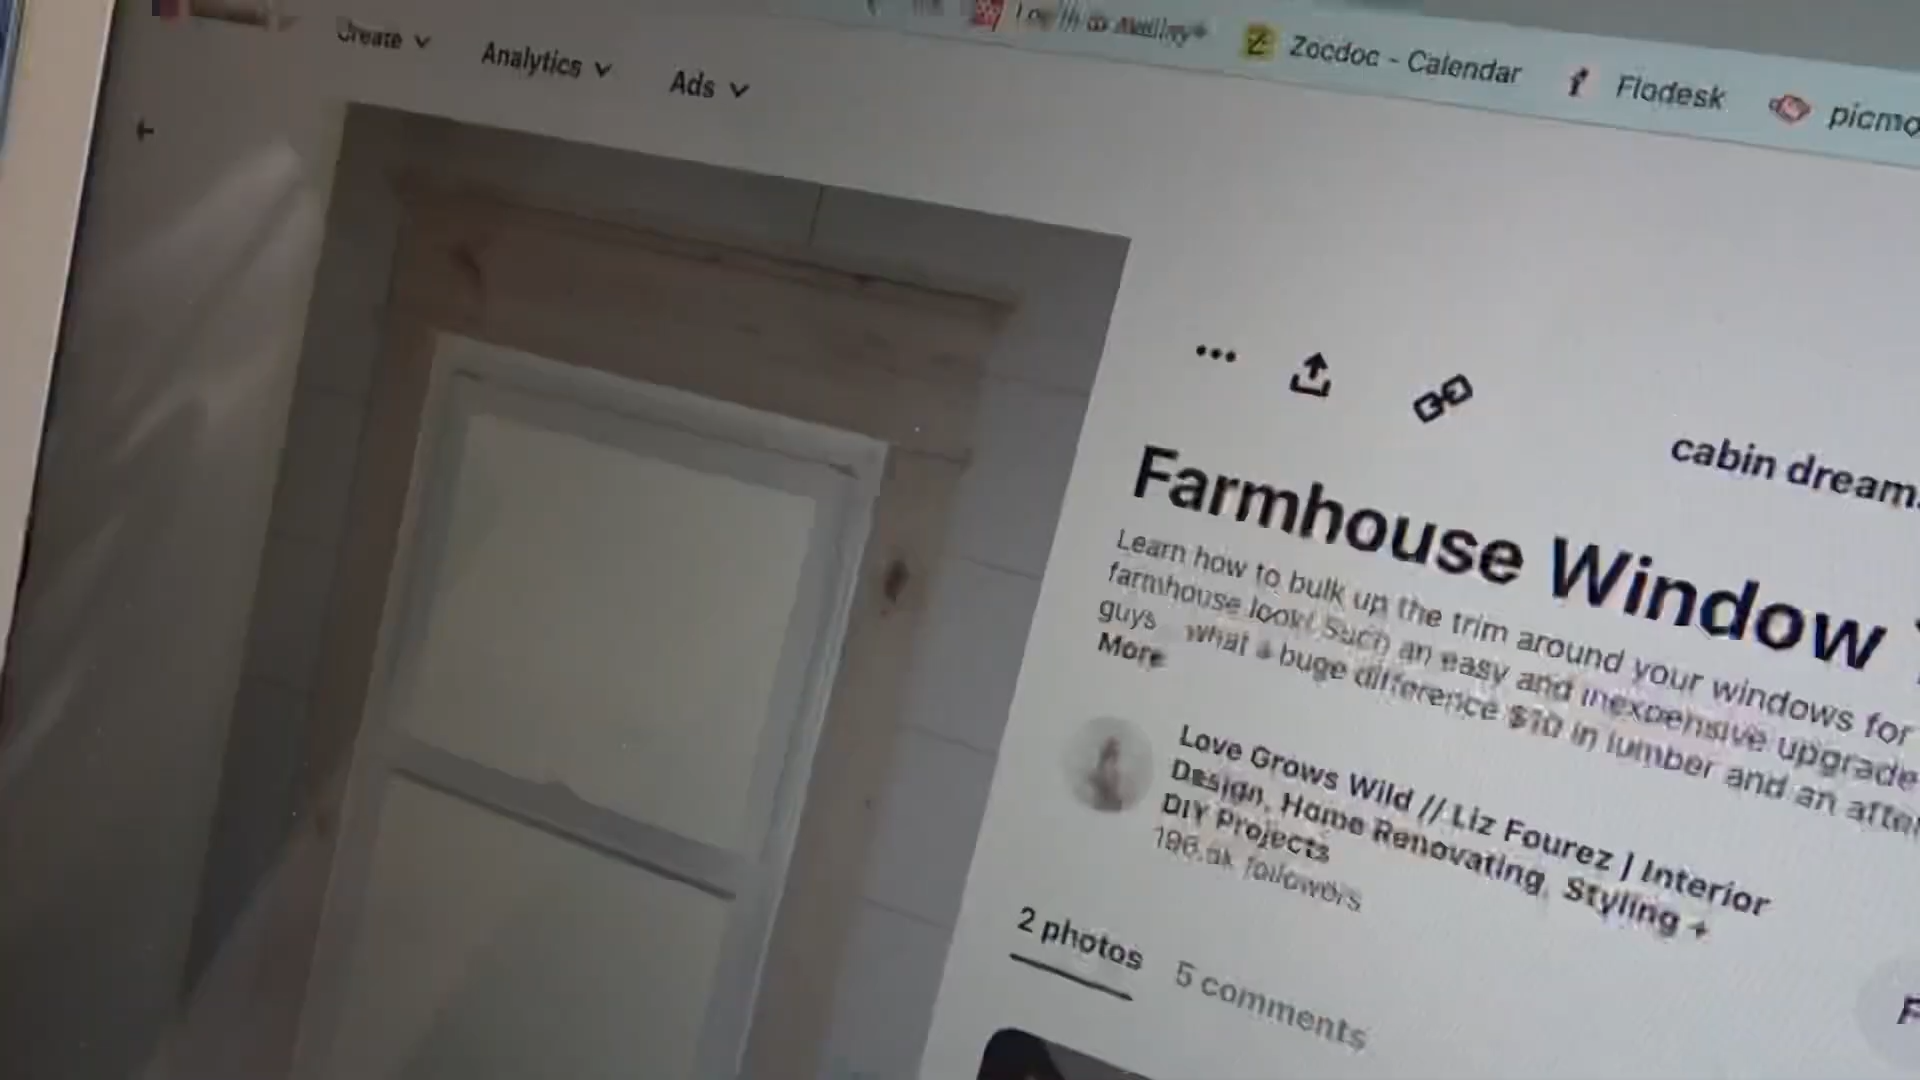 Create
Analytics
Ads
Zocdoc - Calendar
Flodesk
picmo
cabin dream
Farmhouse Window
Learn how to bulk up the trim around your windows for
farmhouse look! Such an easy and inexpensive upgrade
guys what a huge difference $10 in lumber and an after
More
Love Grows Wild // Liz Fourez | Interior
Design, Home Renovating, Styling +
DIY Projects
followers
2 photos
5 comments